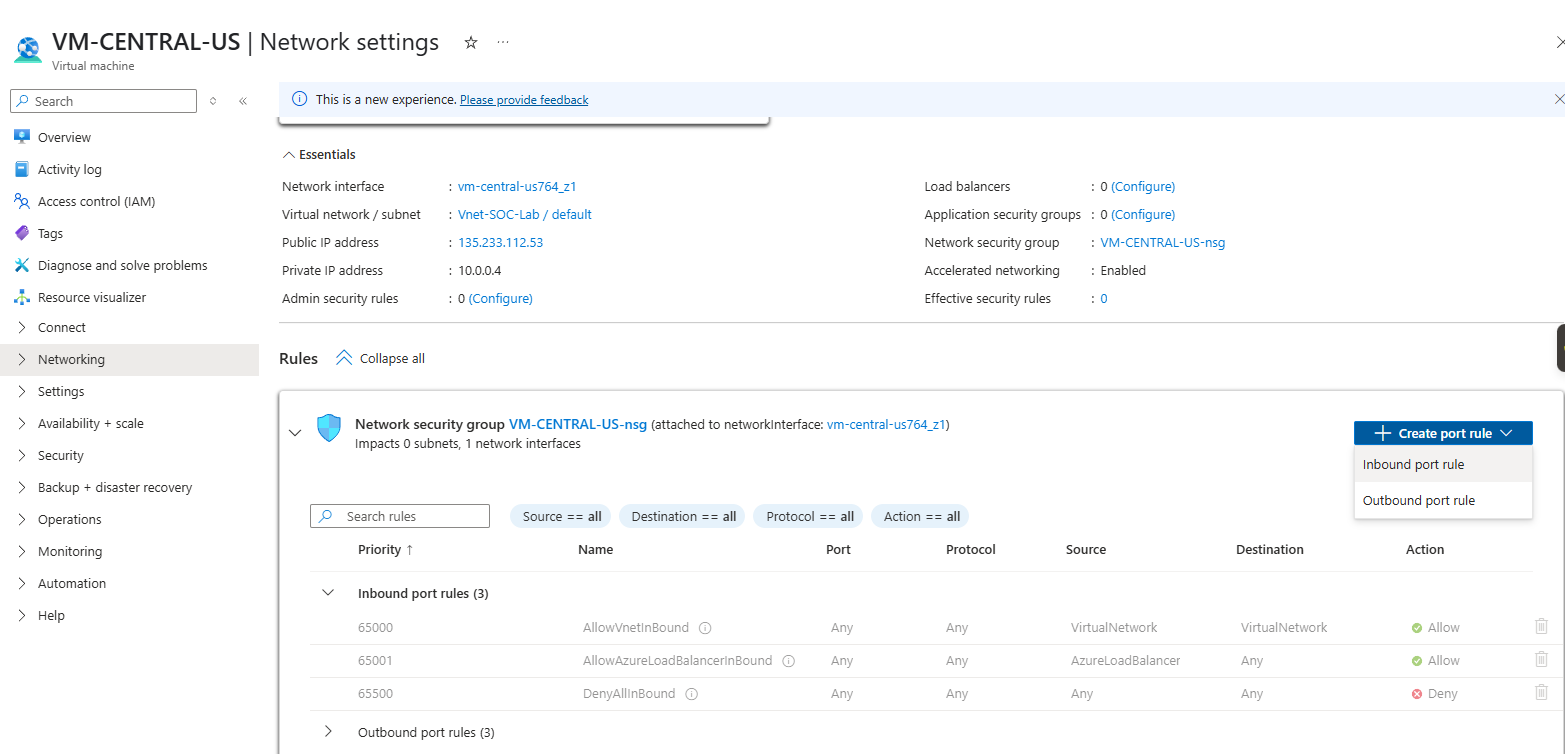 VM-CENTRAL-US | Network settings
Virtual machine
Search
Overview
Activity log
Access control (IAM)
Tags
Diagnose and solve problems
Resource visualizer
Connect
Networking
Settings
Availability + scale
Security
Backup + disaster recovery
Operations
Monitoring
Automation
Help
This is a new experience. Please provide feedback
Essentials
Network interface : vm-central-us764_z1
Virtual network / subnet : Vnet-SOC-Lab / default
Public IP address : 135.233.112.53
Private IP address : 10.0.0.4
Admin security rules : 0 (Configure)
Load balancers : 0 (Configure)
Application security groups : 0 (Configure)
Network security group : VM-CENTRAL-US-nsg
Accelerated networking : Enabled
Effective security rules : 0
Rules Collapse all
Network security group VM-CENTRAL-US-nsg (attached to networkInterface: vm-central-us764_z1)
Impacts 0 subnets, 1 network interfaces
Create port rule
Inbound port rule
Outbound port rule
Search rules Source == all Destination == all Protocol == all Action == all
Priority ↑ Name Port Protocol Source Destination Action
Inbound port rules (3)
65000 AllowVnetInBound Any Any VirtualNetwork VirtualNetwork Allow
65001 AllowAzureLoadBalancerInBound Any Any AzureLoadBalancer Any Allow
65500 DenyAllInBound Any Any Any Any Deny
Outbound port rules (3)